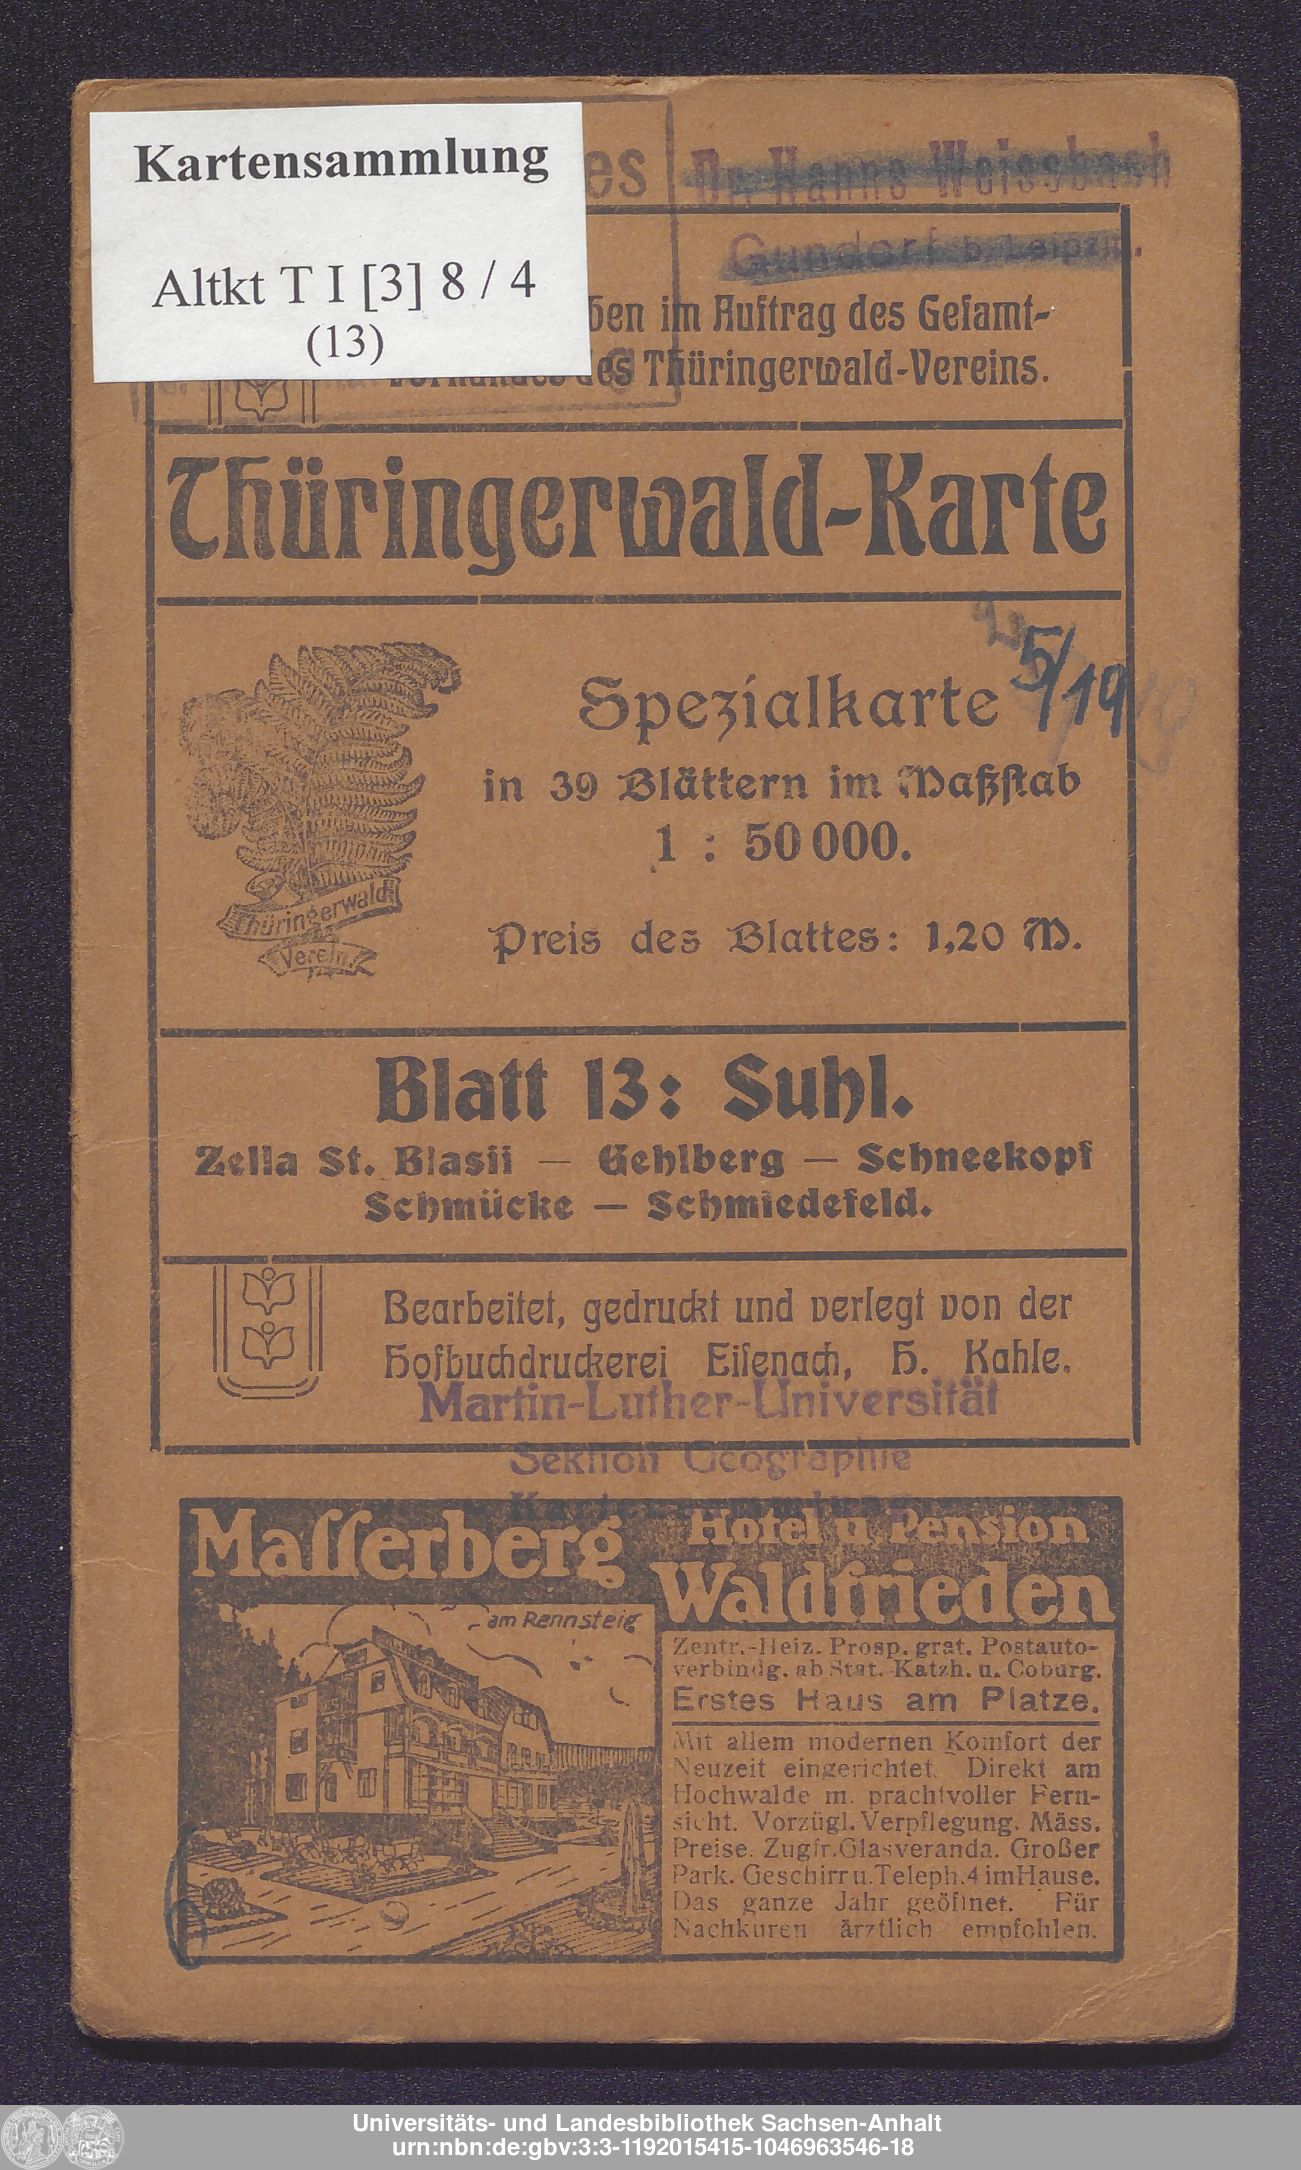 Kartensammlung
Altkt T I [3] 8 / 4
(13)
Dr. Hanns Weissbach
Gundorf b. Leipzig.
ben im Auftrag des Gesamt-
des Thüringerwald-Vereins.
Thüringerwald-Karte
5/19
Spezialkarte
in 39 Blättern im Maßstab
1 : 50 000.
Thüringerwald
Verein.
Preis des Blattes: 1,20 M.
Blatt 13: Suhl.
Zella St. Blasii — Gehlberg — Schneekopf
Schmücke — Schmiedefeld.
Bearbeitet, gedruckt und verlegt von der
Hofbuchdruckerei Eisenach, H. Kahle.
Martin-Luther-Universität
Sektion Geographie
Masserberg
am Rennsteig
Hotel u. Pension
Waldfrieden
Zentr.-Heiz. Prosp. grat. Postauto-
verbindg. ab Stat. Katzh. u. Coburg.
Erstes Haus am Platze.
Mit allem modernen Komfort der
Neuzeit eingerichtet. Direkt am
Hochwalde m. prachtvoller Fern-
sicht. Vorzügl. Verpflegung. Mäss.
Preise. Zugfr. Glasveranda. Großer
Park. Geschirr u. Teleph. 4 im Hause.
Das ganze Jahr geöffnet. Für
Nachkuren ärztlich empfohlen.
Universitäts- und Landesbibliothek Sachsen-Anhalt
urn:nbn:de:gbv:3:3-1192015415-1046963546-18